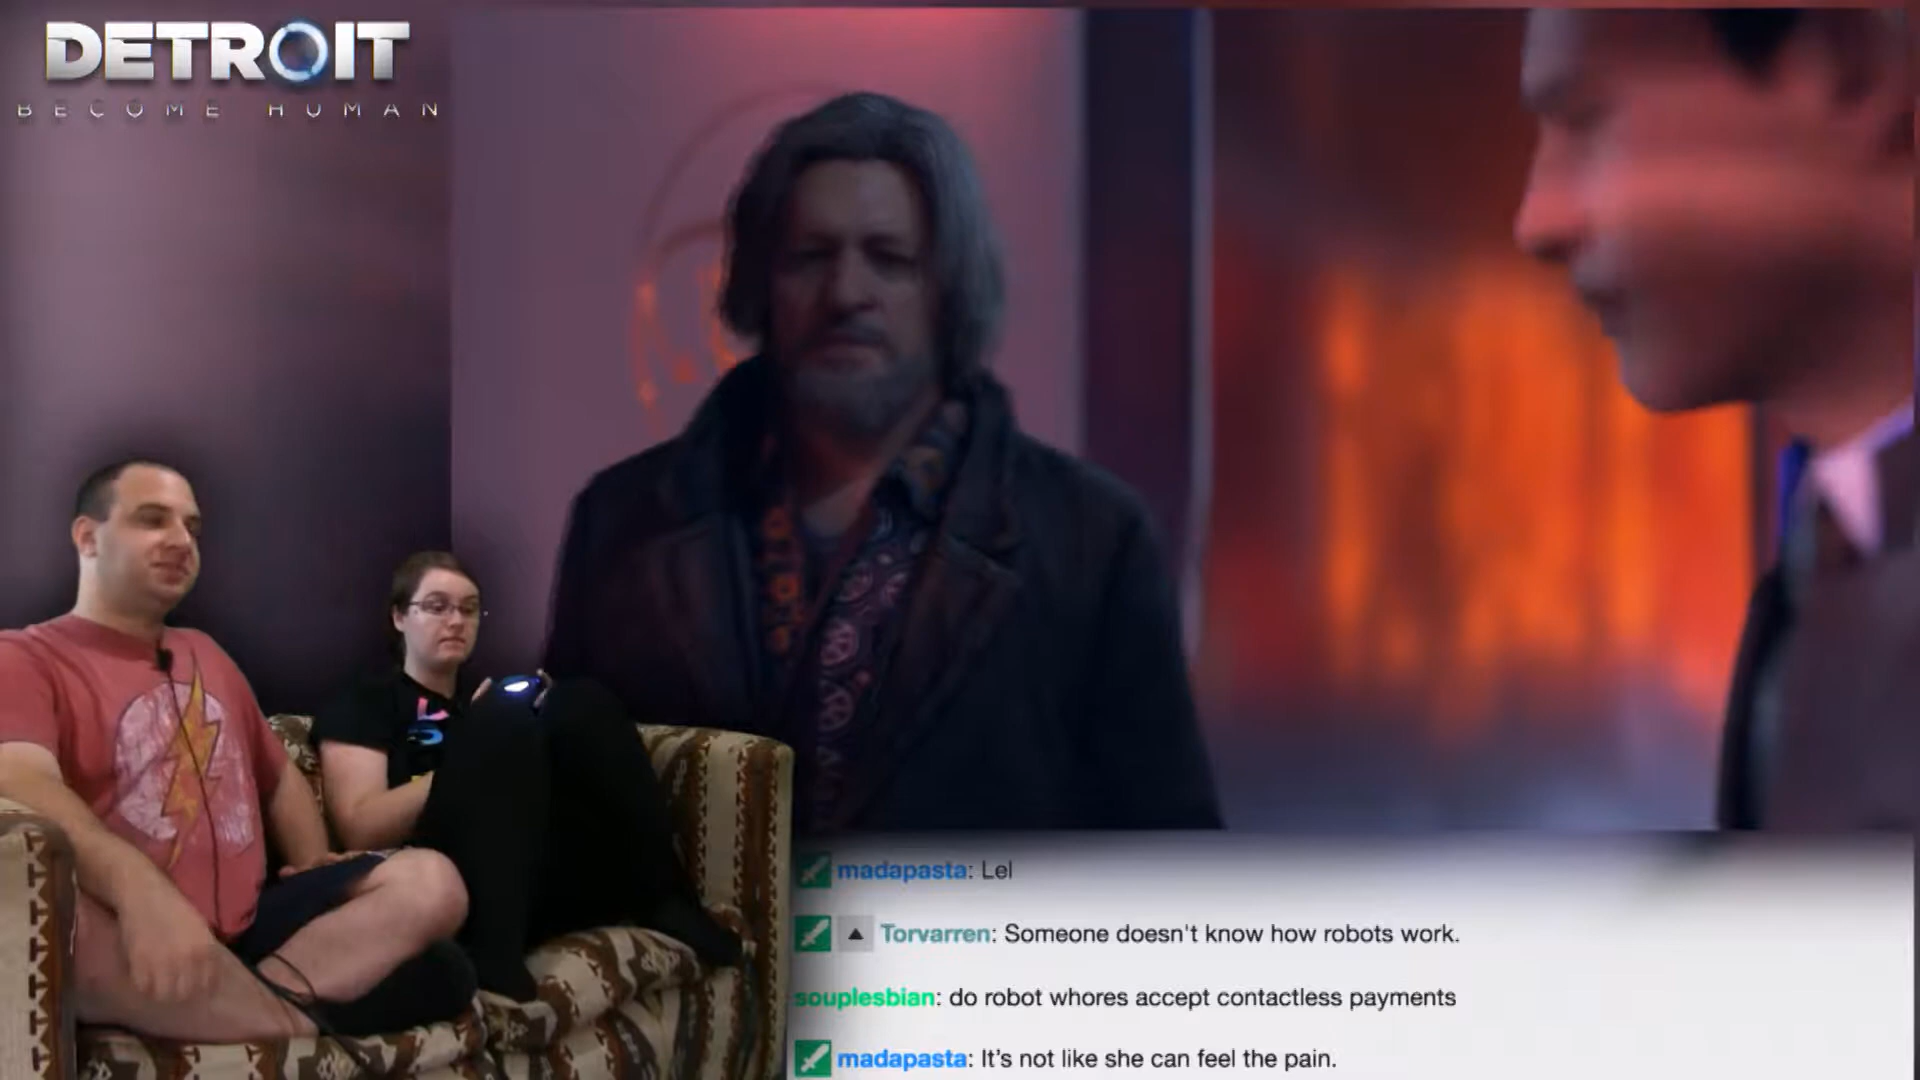 DETROIT
BECOME HUMAN
madapasta: Lel
Torvarren: Someone doesn't know how robots work.
souplesbian: do robot whores accept contactless payments
madapasta: It's not like she can feel the pain.